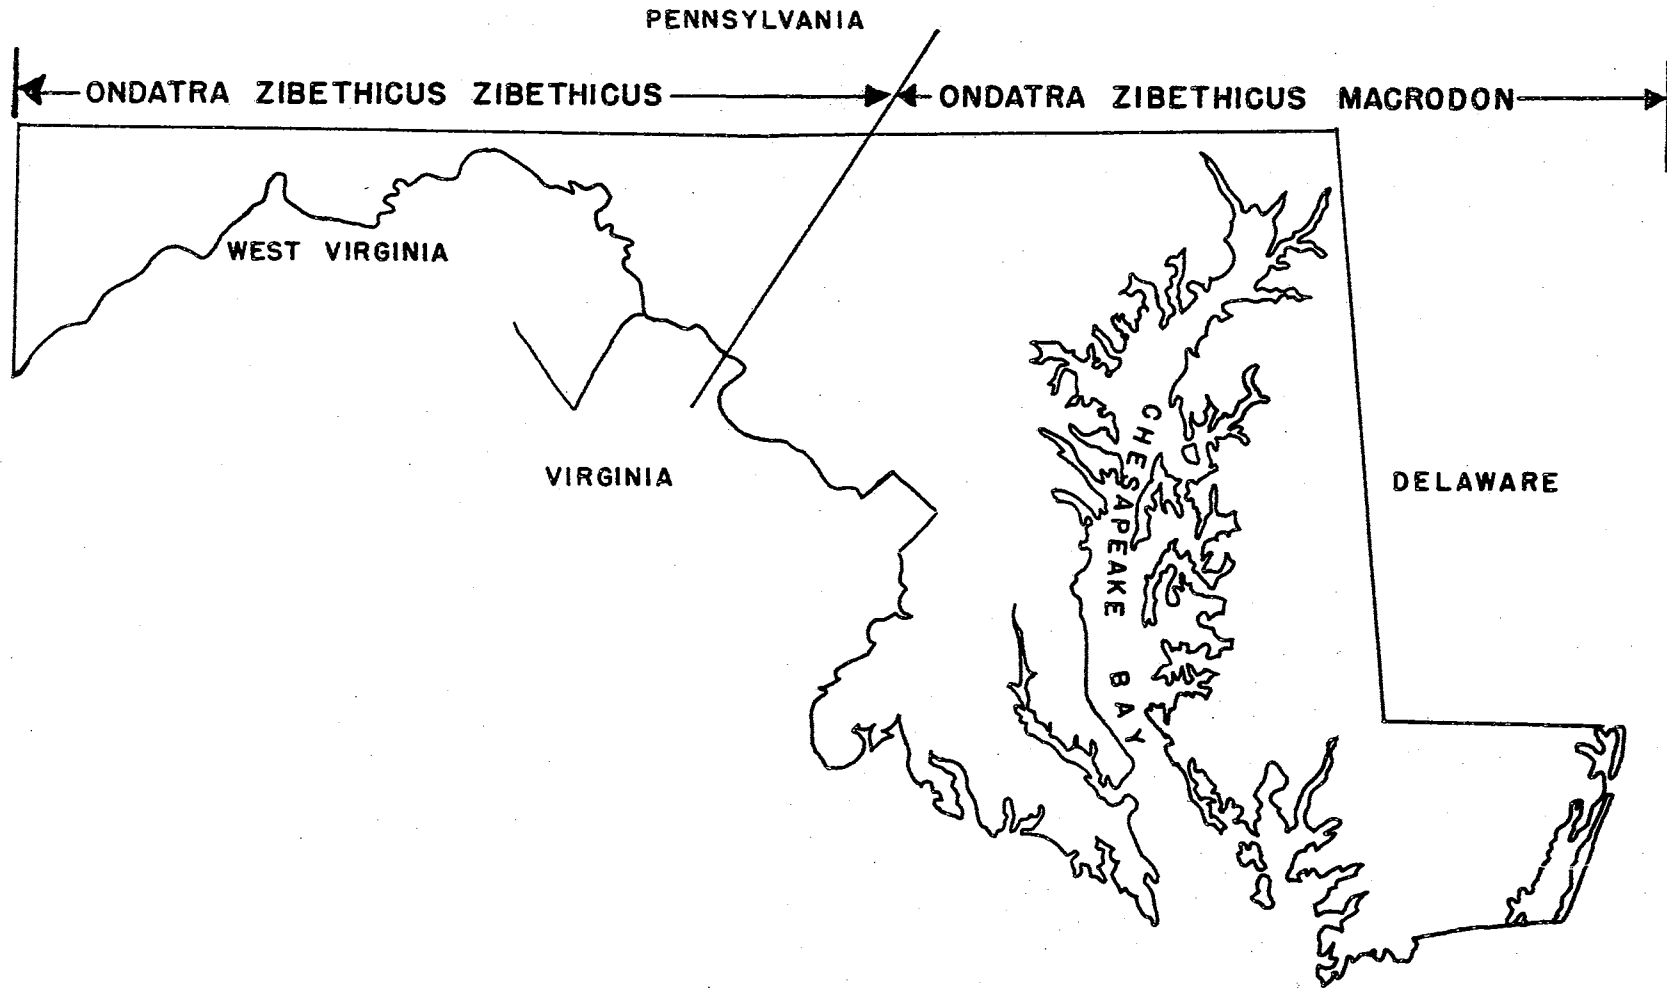 PENNSYLVANIA
ONDATRA ZIBETHICUS ZIBETHICUS
ONDATRA ZIBETHICUS MACRODON
WEST VIRGINIA
VIRGINIA
CHESAPEAKE BAY
DELAWARE